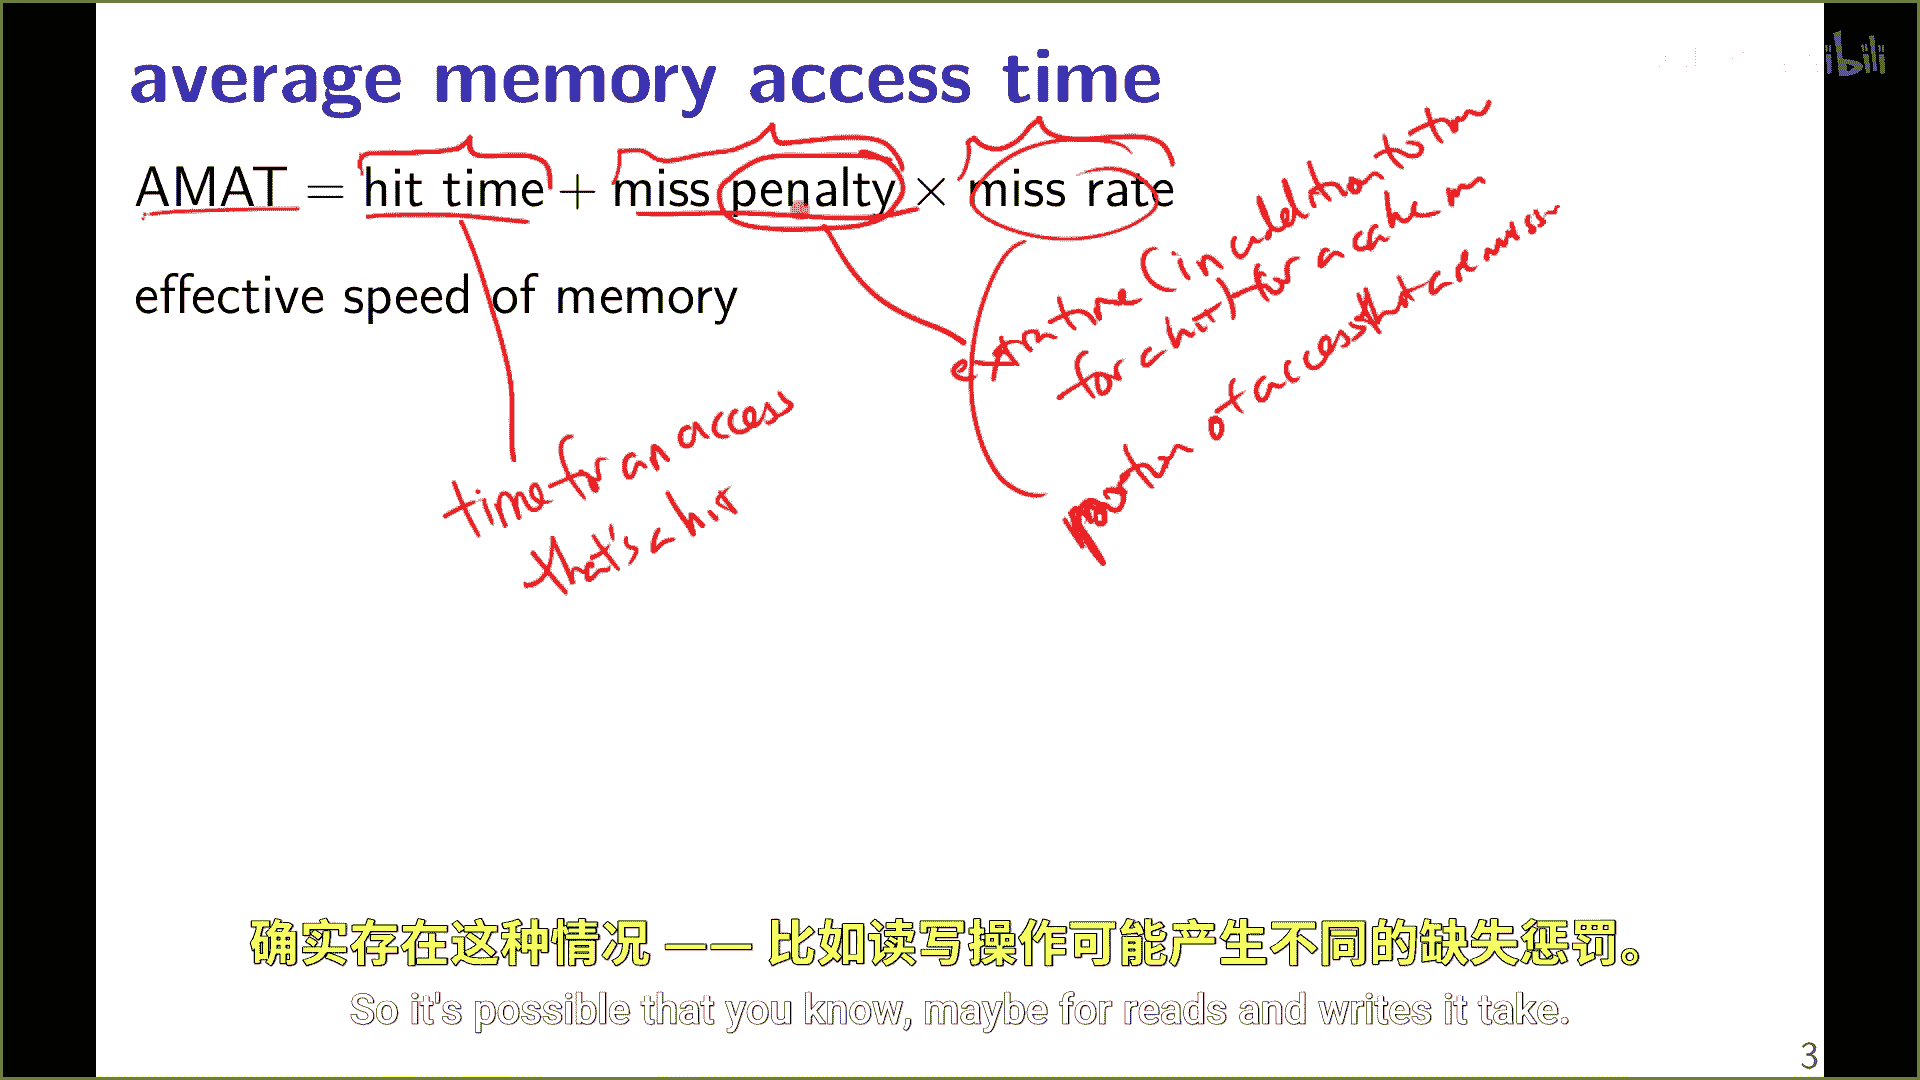 average memory access time
AMAT = hit time + miss penalty × miss rate
effective speed of memory
extra time (in addition to time
for a hit) for a cache m
portion of access that are miss
time for an access
that's a hit
确实存在这种情况 —— 比如读写操作可能产生不同的缺失惩罚。
So it's possible that you know, maybe for reads and writes it take.
3
bilibili